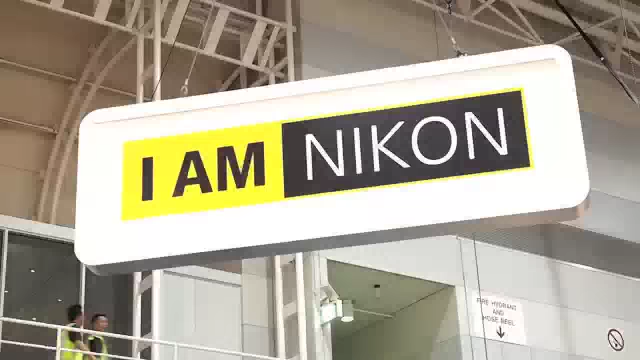 I AM NIKON
FIRE HYDRANT
AND
HOSE REEL